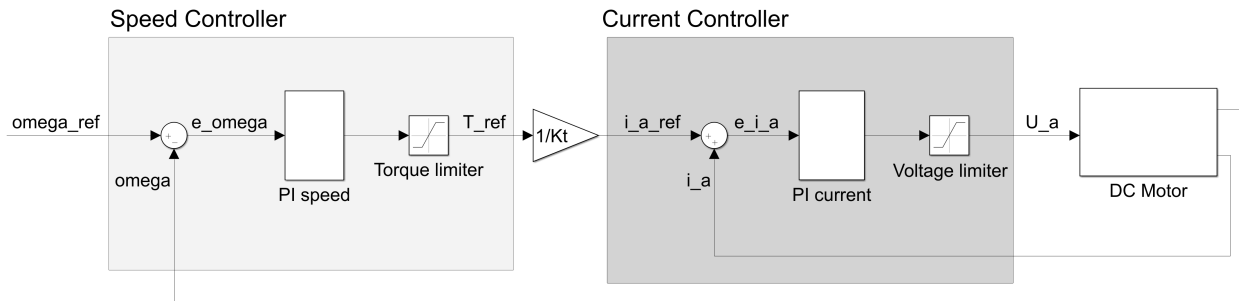 Speed Controller
Current Controller
omega_ref
+
−
e_omega
T_ref
1/Kt
i_a_ref
+
+
e_i_a
U_a
omega
PI speed
Torque limiter
i_a
PI current
Voltage limiter
DC Motor